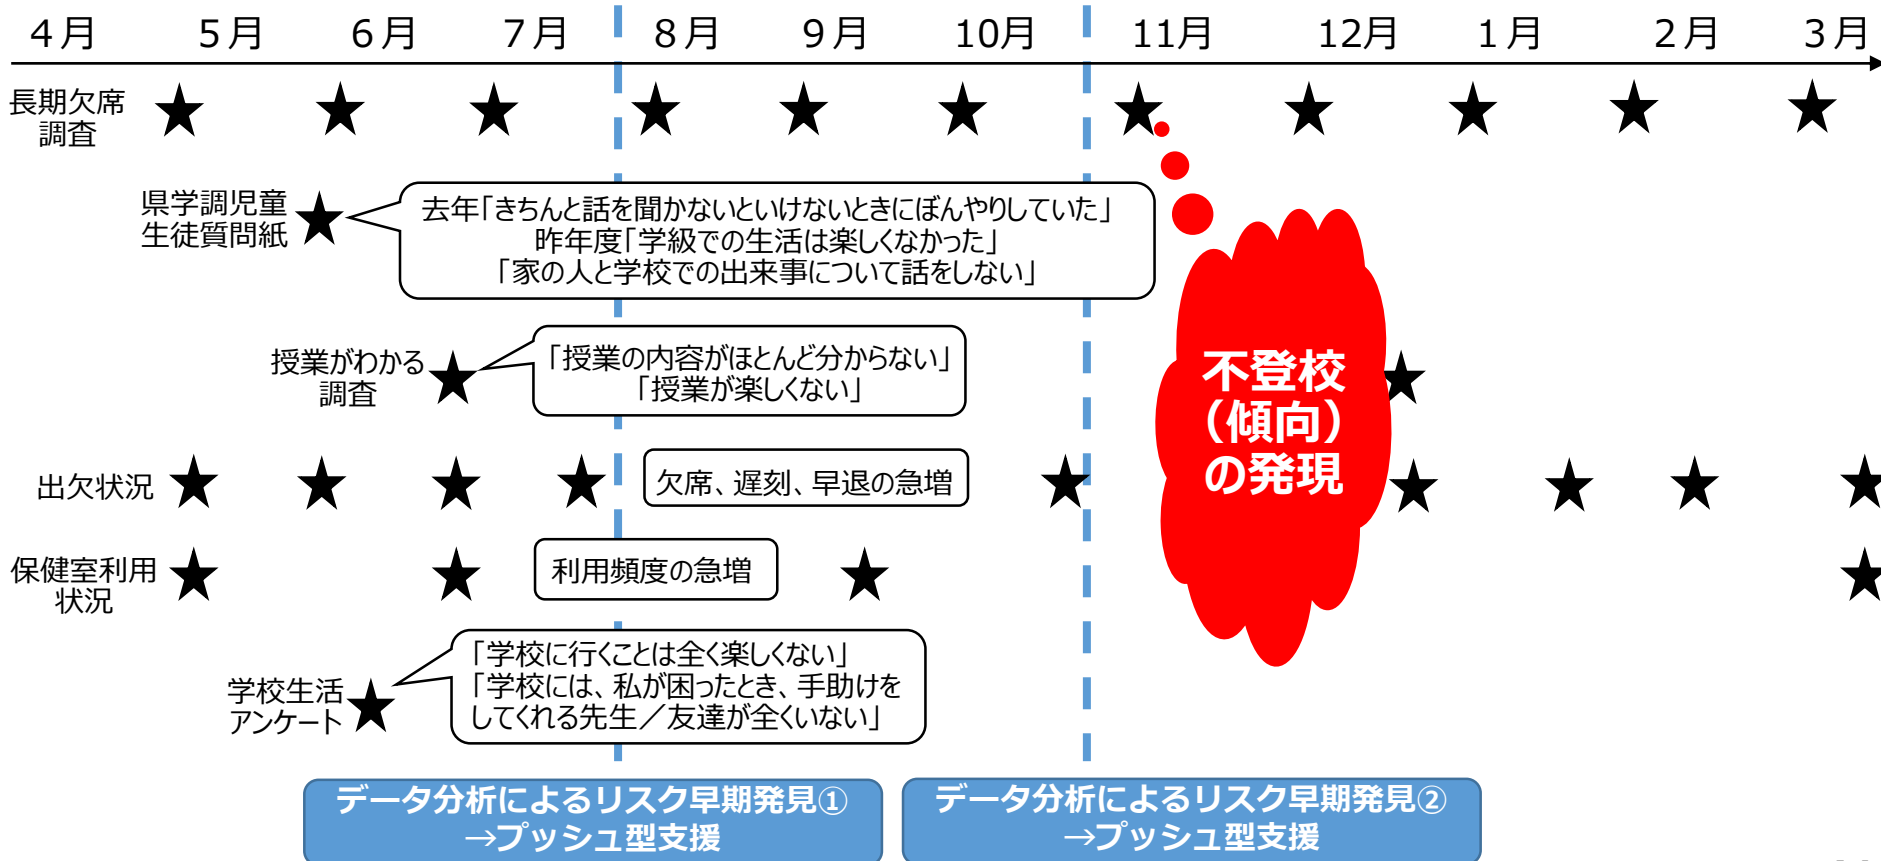 4月 5月 6月 7月 8月 9月 10月 11月 12月 1月 2月 3月
長期欠席
調査
県学調児童
生徒質問紙
去年「きちんと話を聞かないといけないときにぼんやりしていた」
昨年度「学級での生活は楽しくなかった」
「家の人と学校での出来事について話をしない」
授業がわかる
調査
「授業の内容がほとんど分からない」
「授業が楽しくない」
不登校
（傾向）
の発現
出欠状況
欠席、遅刻、早退の急増
保健室利用
状況
利用頻度の急増
学校生活
アンケート
「学校に行くことは全く楽しくない」
「学校には、私が困ったとき、手助けを
してくれる先生／友達が全くいない」
データ分析によるリスク早期発見①
→プッシュ型支援
データ分析によるリスク早期発見②
→プッシュ型支援